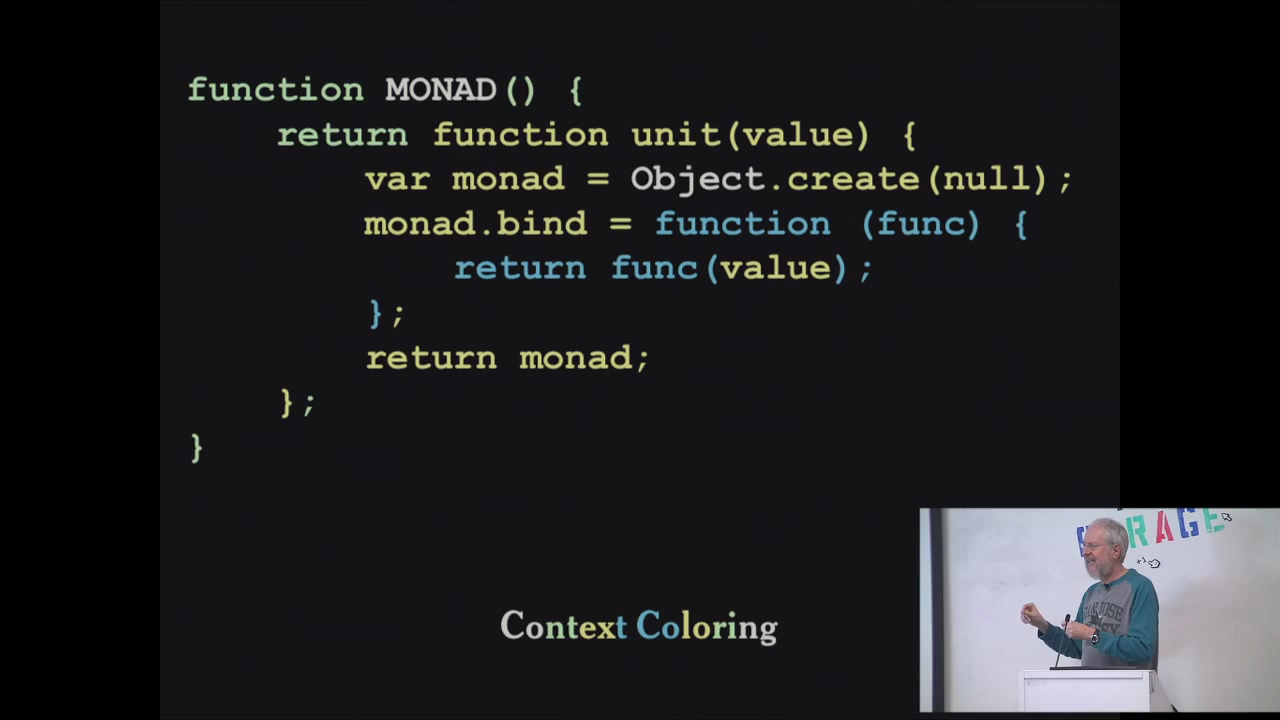 function MONAD() {
return function unit(value) {
var monad = Object.create(null);
monad.bind = function (func) {
return func(value);
};
return monad;
};
}
Context Coloring